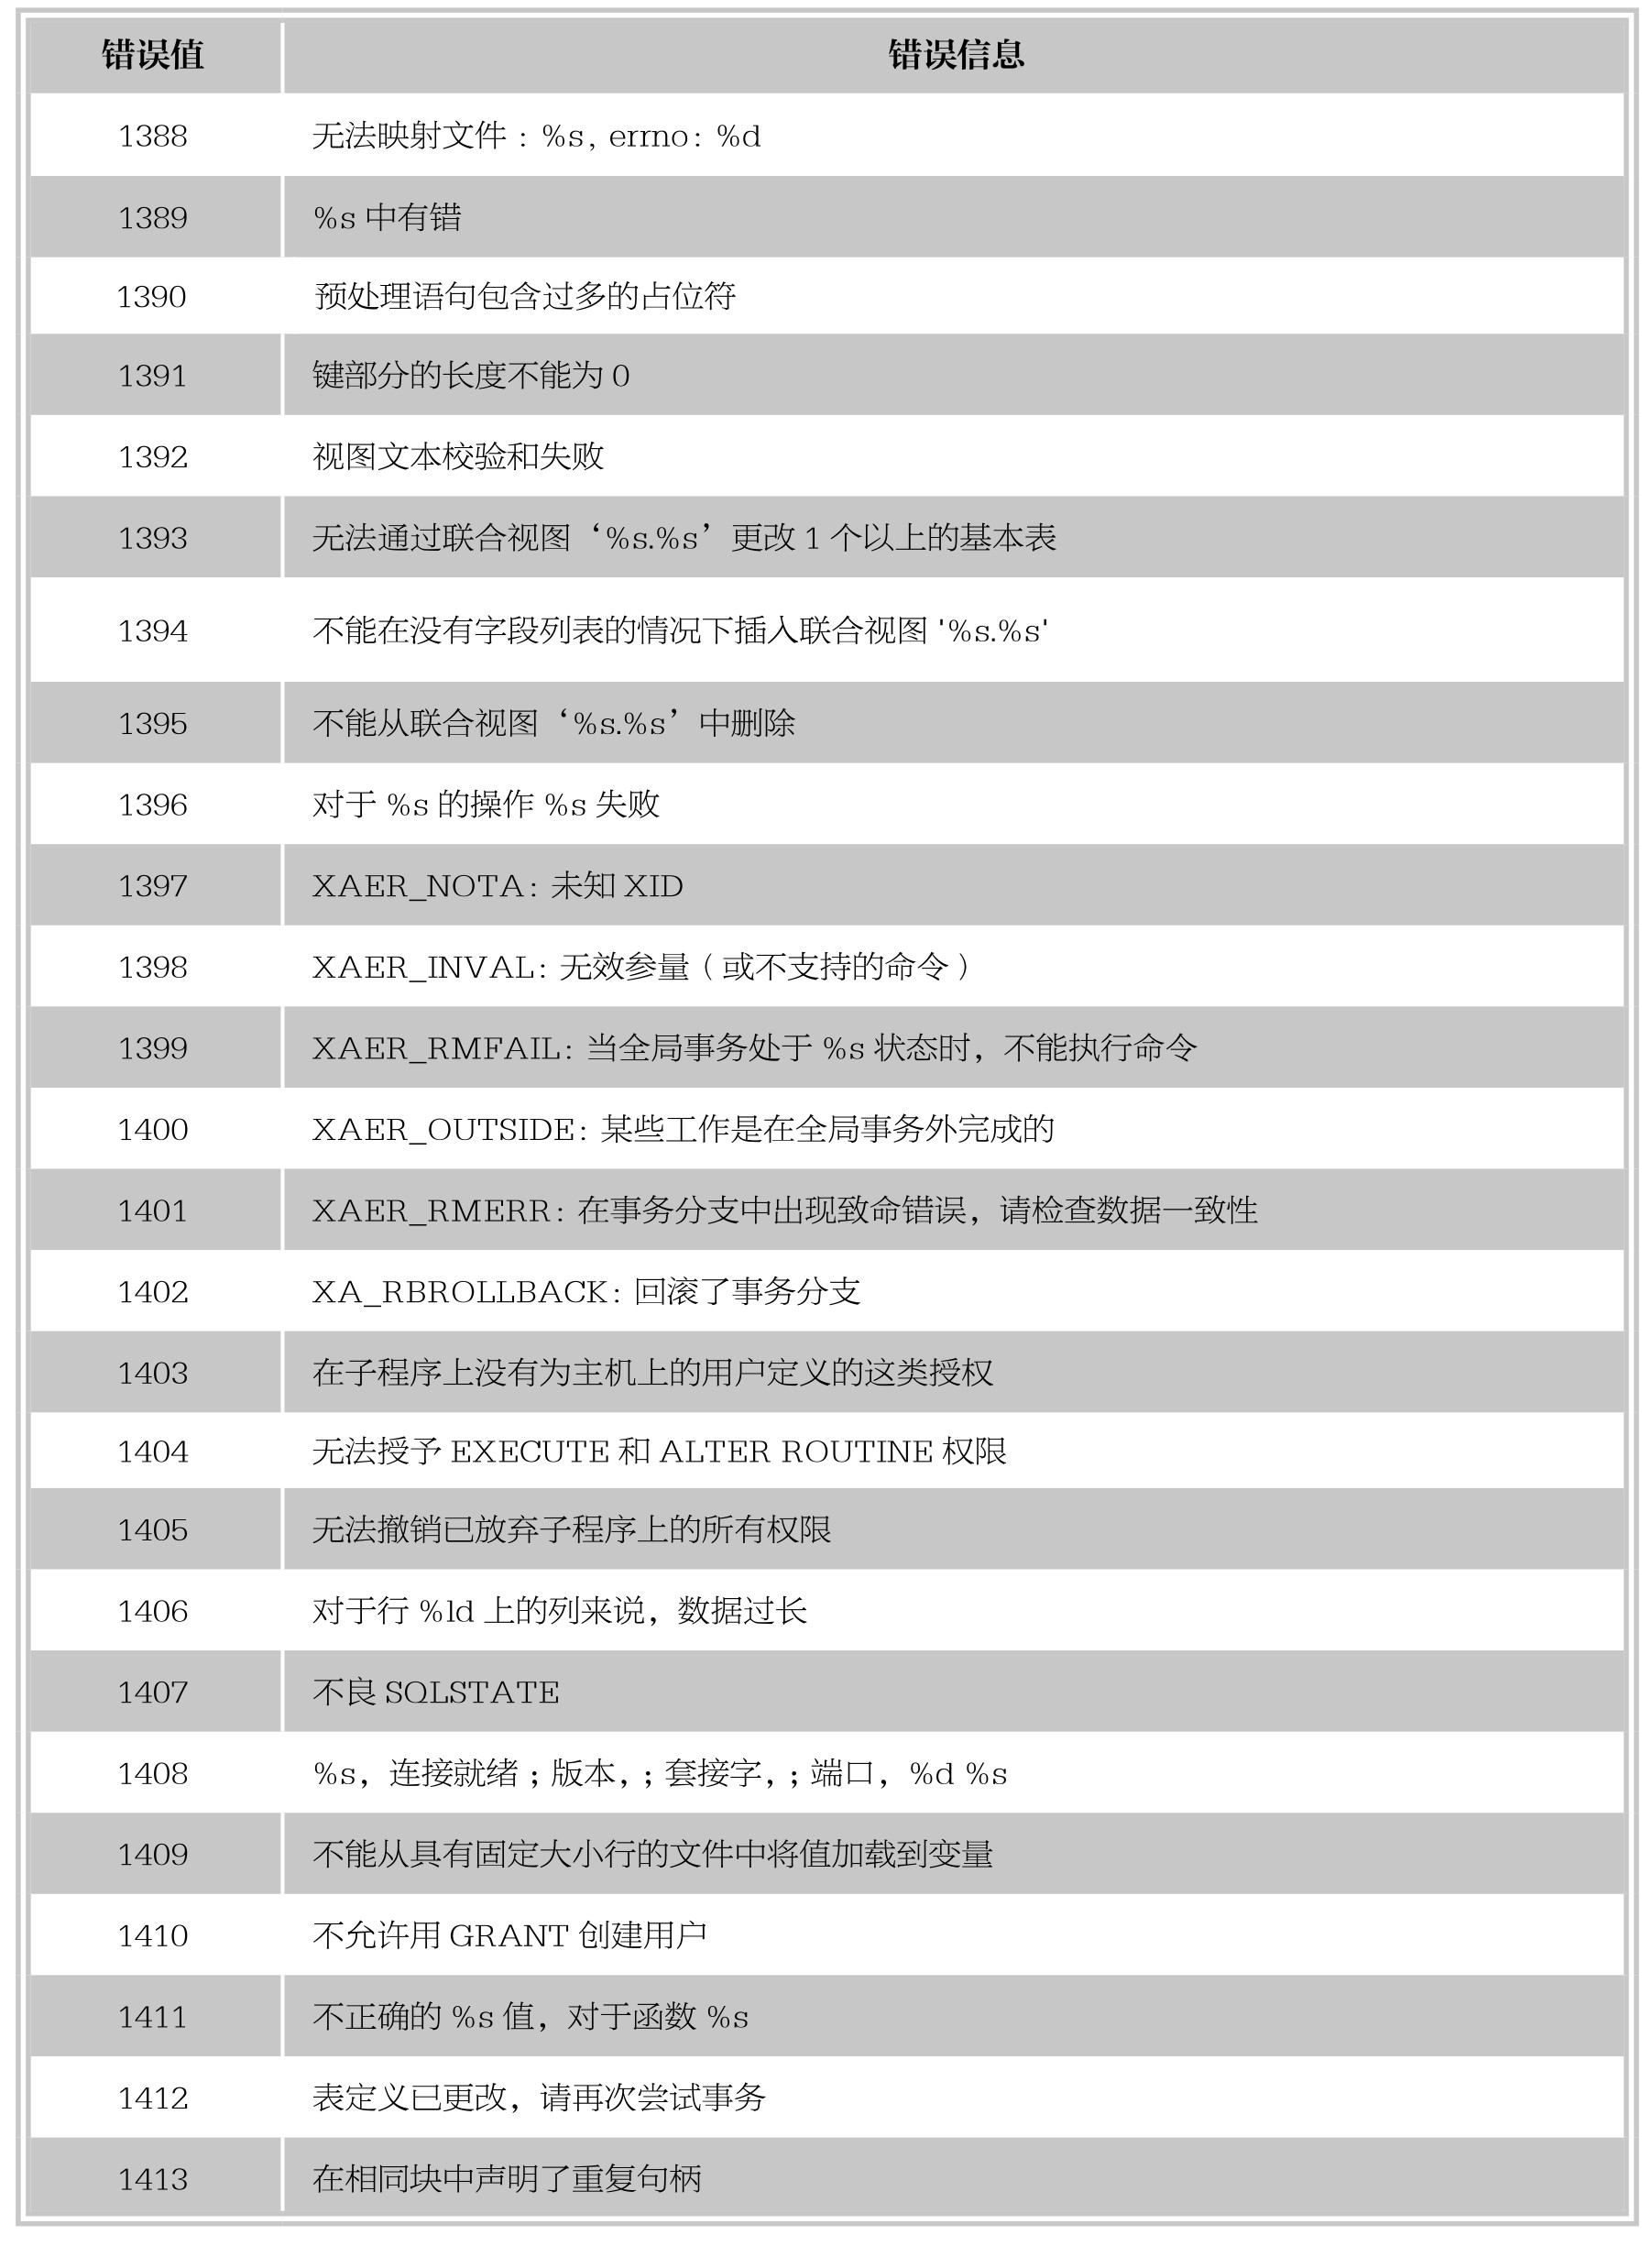 错误值 错误信息
1388 无法映射文件：%s, errno: %d
1389 %s 中有错
1390 预处理语句包含过多的占位符
1391 键部分的长度不能为 0
1392 视图文本校验和失败
1393 无法通过联合视图‘%s.%s’更改 1 个以上的基本表
1394 不能在没有字段列表的情况下插入联合视图 '%s.%s'
1395 不能从联合视图‘%s.%s’中删除
1396 对于 %s 的操作 %s 失败
1397 XAER_NOTA: 未知 XID
1398 XAER_INVAL: 无效参量（或不支持的命令）
1399 XAER_RMFAIL: 当全局事务处于 %s 状态时，不能执行命令
1400 XAER_OUTSIDE: 某些工作是在全局事务外完成的
1401 XAER_RMERR: 在事务分支中出现致命错误，请检查数据一致性
1402 XA_RBROLLBACK: 回滚了事务分支
1403 在子程序上没有为主机上的用户定义的这类授权
1404 无法授予 EXECUTE 和 ALTER ROUTINE 权限
1405 无法撤销已放弃子程序上的所有权限
1406 对于行 %ld 上的列来说，数据过长
1407 不良 SQLSTATE
1408 %s，连接就绪；版本，；套接字，；端口，%d %s
1409 不能从具有固定大小行的文件中将值加载到变量
1410 不允许用 GRANT 创建用户
1411 不正确的 %s 值，对于函数 %s
1412 表定义已更改，请再次尝试事务
1413 在相同块中声明了重复句柄